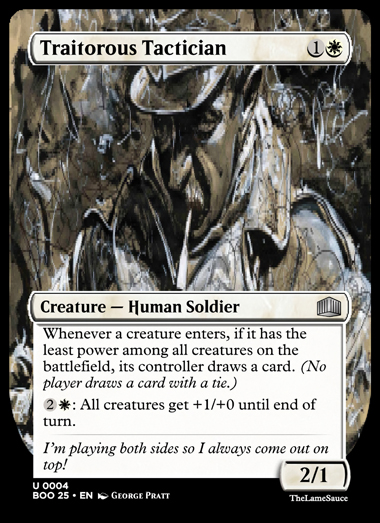 Traitorous Tactician 1
Creature — Human Soldier
Whenever a creature enters, if it has the
least power among all creatures on the
battlefield, its controller draws a card. (No
player draws a card with a tie.)
2: All creatures get +1/+0 until end of
turn.
I'm playing both sides so I always come out on
top!
2/1
U 0004
BOO 25 • EN George Pratt
TheLameSauce